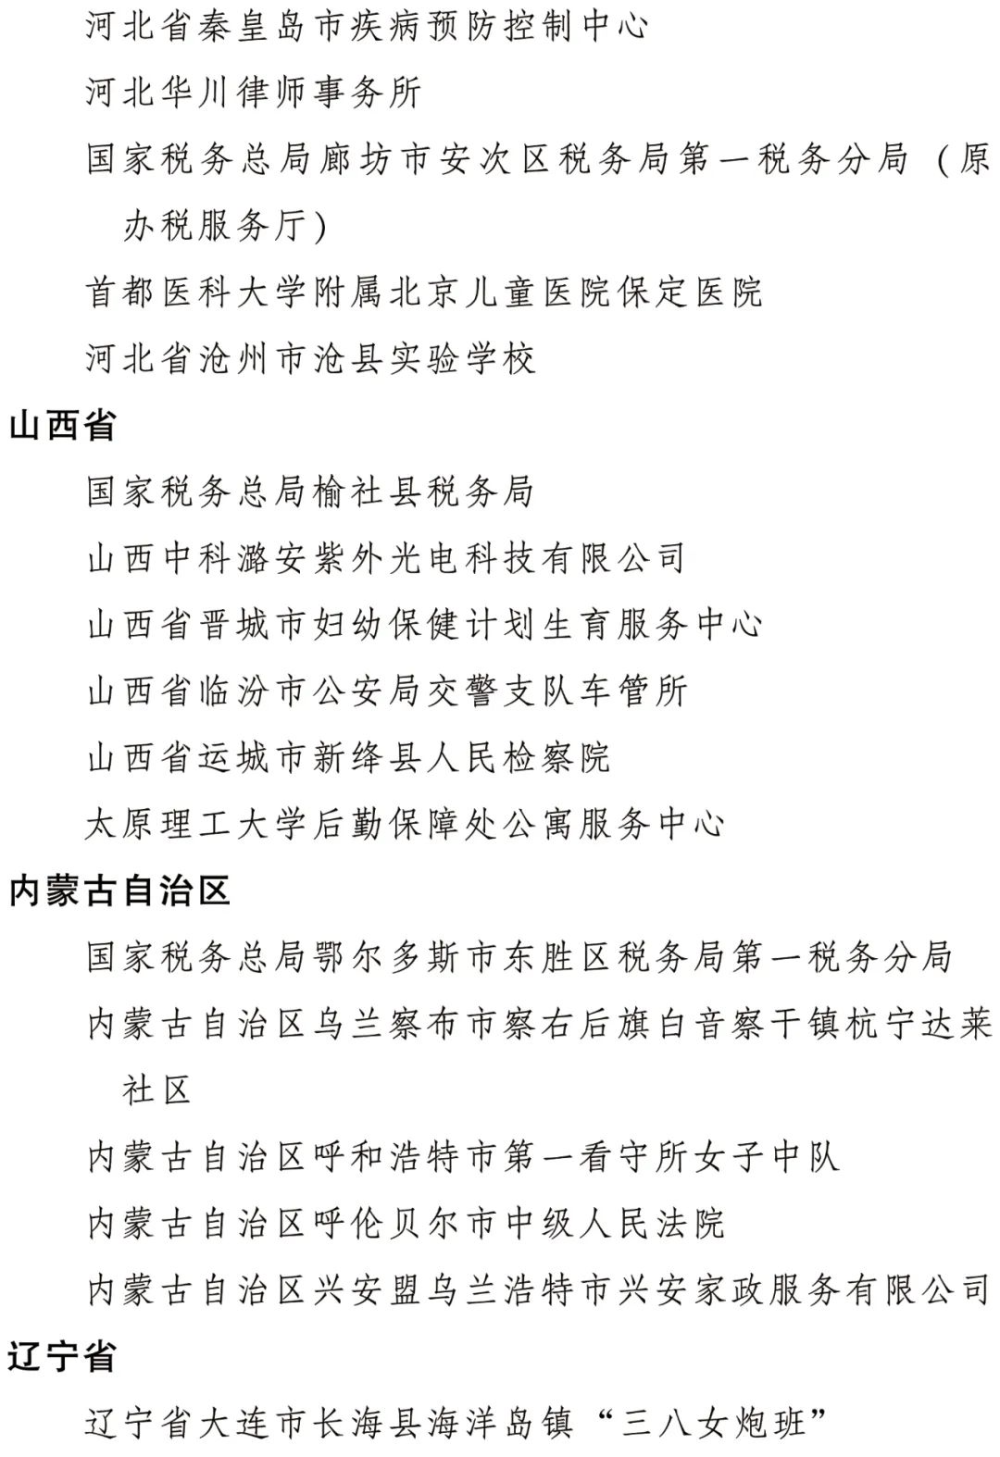 河北省秦皇岛市疾病预防控制中心
河北华川律师事务所
国家税务总局廊坊市安次区税务局第一税务分局（原
办税服务厅）
首都医科大学附属北京儿童医院保定医院
河北省沧州市沧县实验学校
山西省
国家税务总局榆社县税务局
山西中科潞安紫外光电科技有限公司
山西省晋城市妇幼保健计划生育服务中心
山西省临汾市公安局交警支队车管所
山西省运城市新绛县人民检察院
太原理工大学后勤保障处公寓服务中心
内蒙古自治区
国家税务总局鄂尔多斯市东胜区税务局第一税务分局
内蒙古自治区乌兰察布市察右后旗白音察干镇杭宁达莱
社区
内蒙古自治区呼和浩特市第一看守所女子中队
内蒙古自治区呼伦贝尔市中级人民法院
内蒙古自治区兴安盟乌兰浩特市兴安家政服务有限公司
辽宁省
辽宁省大连市长海县海洋岛镇“三八女炮班”